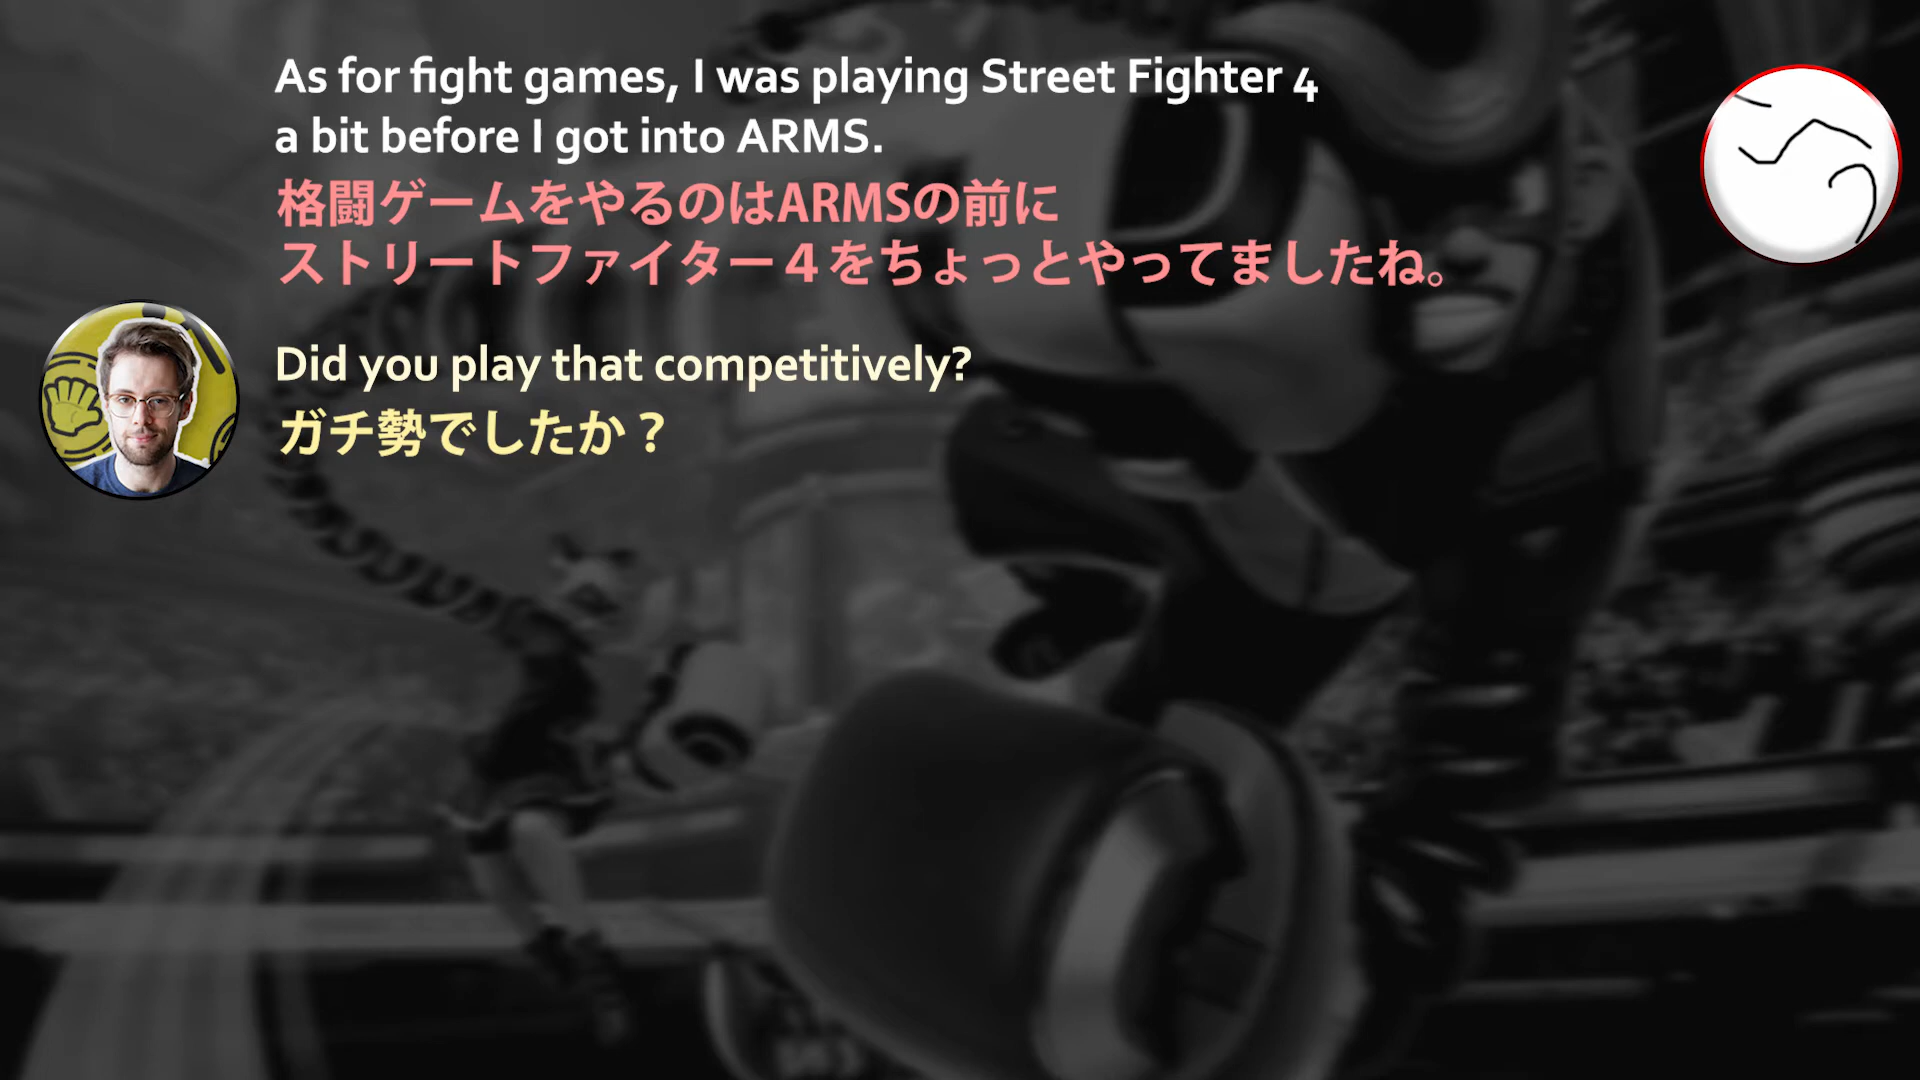 As for fight games, I was playing Street Fighter 4
a bit before I got into ARMS.
格闘ゲームをやるのはARMSの前に
ストリートファイター４をちょっとやってましたね。
Did you play that competitively?
ガチ勢でしたか？